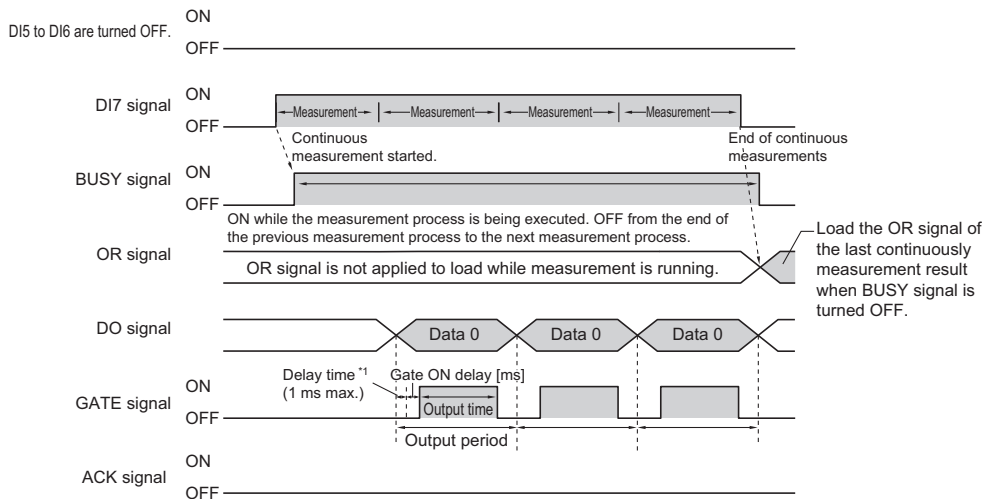 ON
DI5 to DI6 are turned OFF.
OFF
ON
DI7 signal
Measurement
Measurement
Measurement
Measurement
OFF
Continuous
measurement started.
End of continuous
measurements
ON
BUSY signal
OFF
ON while the measurement process is being executed. OFF from the end of
the previous measurement process to the next measurement process.
OR signal
OR signal is not applied to load while measurement is running.
Load the OR signal of
the last continuously
measurement result
when BUSY signal is
turned OFF.
DO signal
Data 0
Data 0
Data 0
Delay time *1
(1 ms max.)
Gate ON delay [ms]
ON
GATE signal
Output time
OFF
Output period
ON
ACK signal
OFF